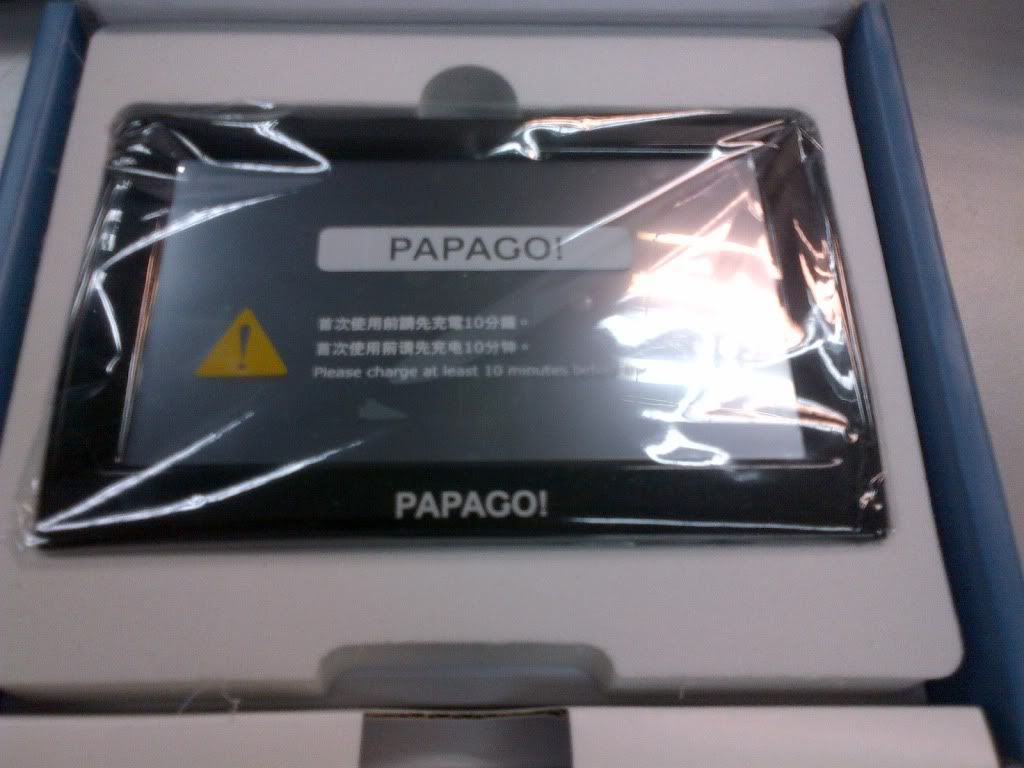 PAPAGO!
首次使用前請先充電10分鐘。
首次使用前请先充电10分钟。
Please charge at least 10 minutes
PAPAGO!